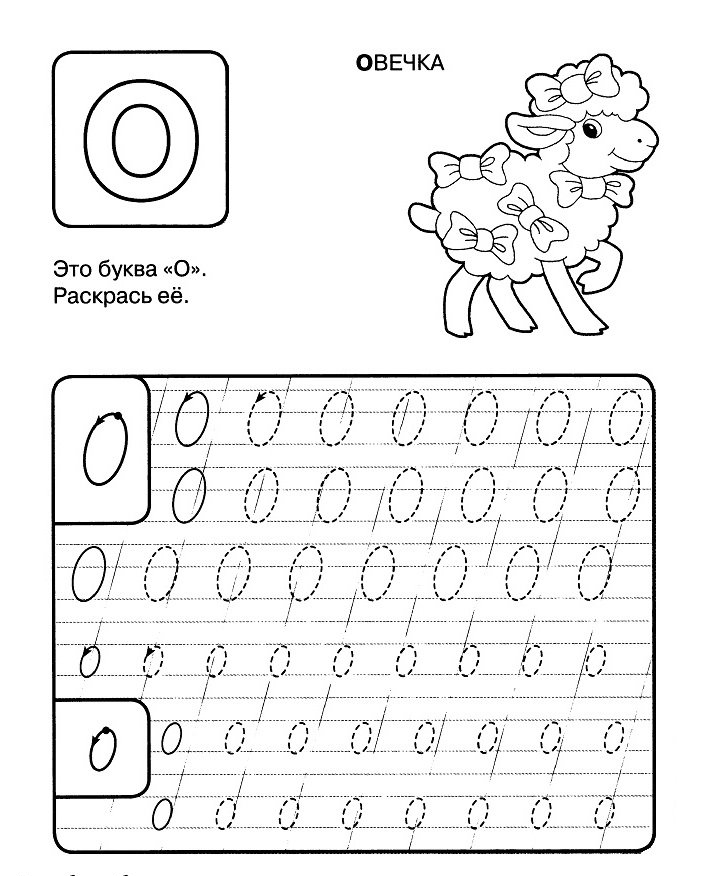 О
ОВЕЧКА
Это буква «О».
Раскрась её.
О О О О О О О О
О О О О О О О
О О О О О О О О
о о о о о о о о о
о о о о о о о о о
о о о о о о о о